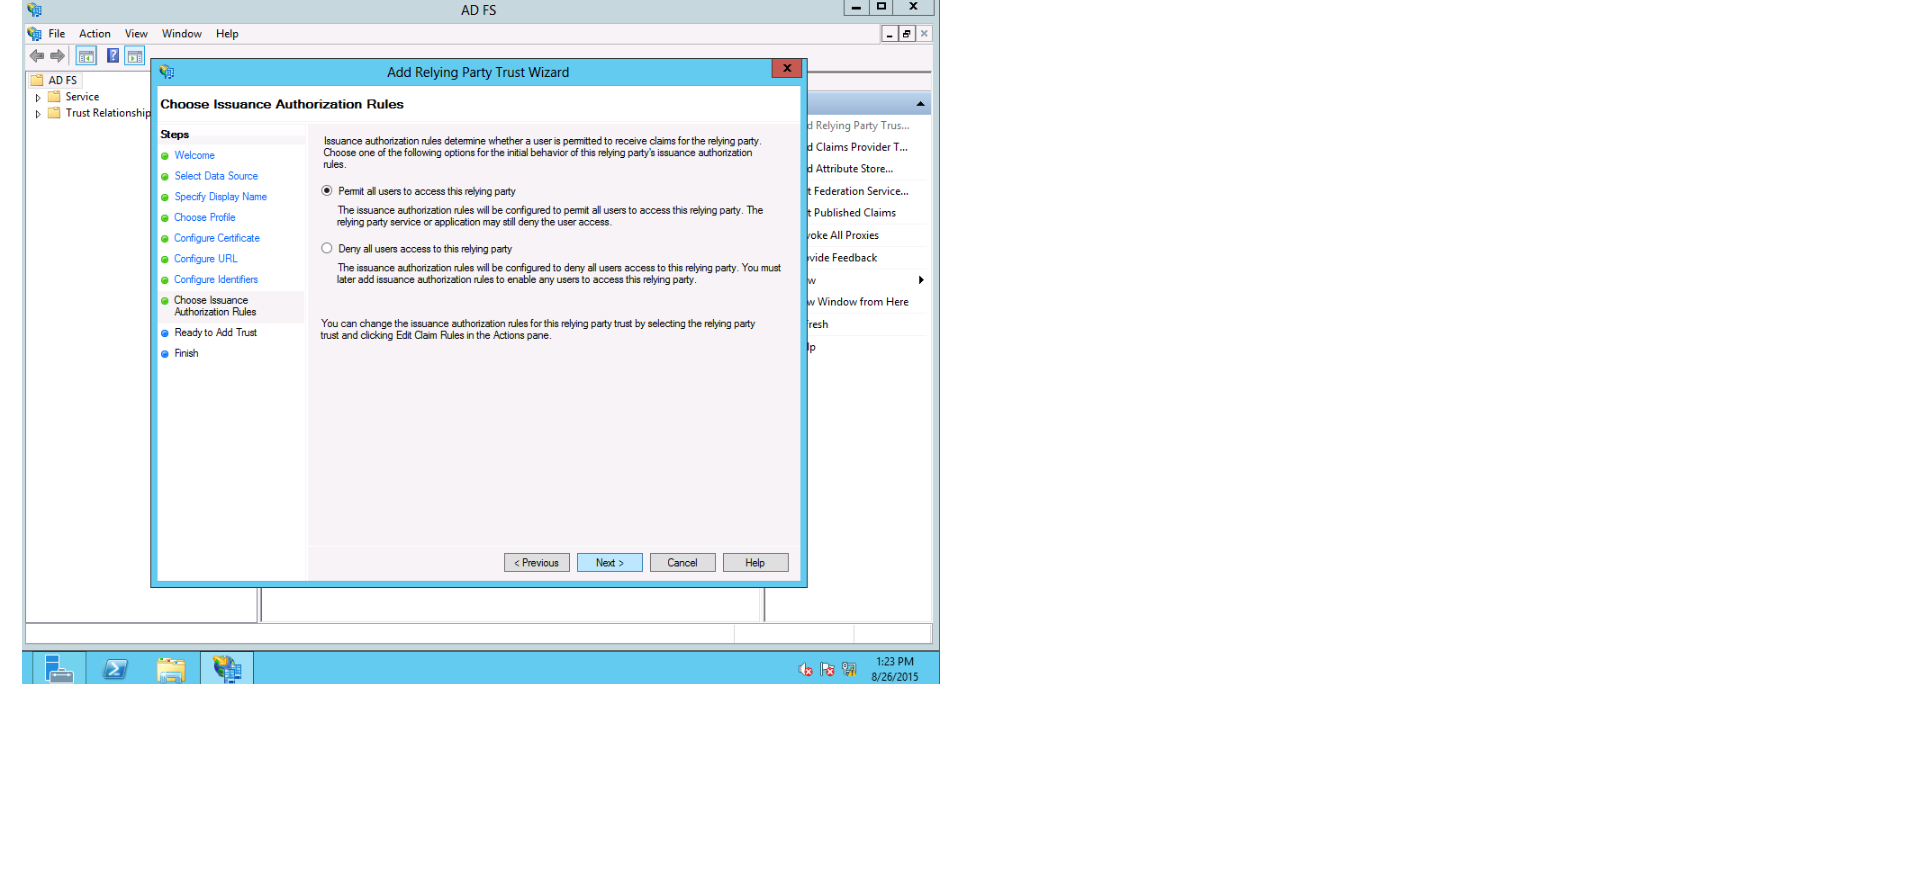 AD FS
File Action View Window Help
AD FS
Service
Trust Relationship
Add Relying Party Trust Wizard
X
Choose Issuance Authorization Rules
Steps
Welcome
Select Data Source
Specify Display Name
Choose Profile
Configure Certificate
Configure URL
Configure Identifiers
Choose Issuance
Authorization Rules
Ready to Add Trust
Finish
Issuance authorization rules determine whether a user is permitted to receive claims for the relying party.
Choose one of the following options for the initial behavior of this relying party's issuance authorization
rules.
Permit all users to access this relying party
The issuance authorization rules will be configured to permit all users to access this relying party. The
relying party service or application may still deny the user access.
Deny all users access to this relying party
The issuance authorization rules will be configured to deny all users access to this relying party. You must
later add issuance authorization rules to enable any users to access this relying party.
You can change the issuance authorization rules for this relying party trust by selecting the relying party
trust and clicking Edit Claim Rules in the Actions pane.
< Previous Next > Cancel Help
d Relying Party Trus...
d Claims Provider T...
d Attribute Store...
t Federation Service...
t Published Claims
voke All Proxies
vide Feedback
w
w Window from Here
fresh
lp
1:23 PM
8/26/2015